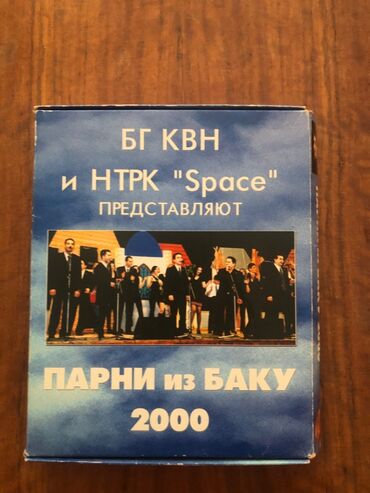 БГ КВН
и НТРК "Space"
ПРЕДСТАВЛЯЮТ
ПАРНИ из БАКУ
2000